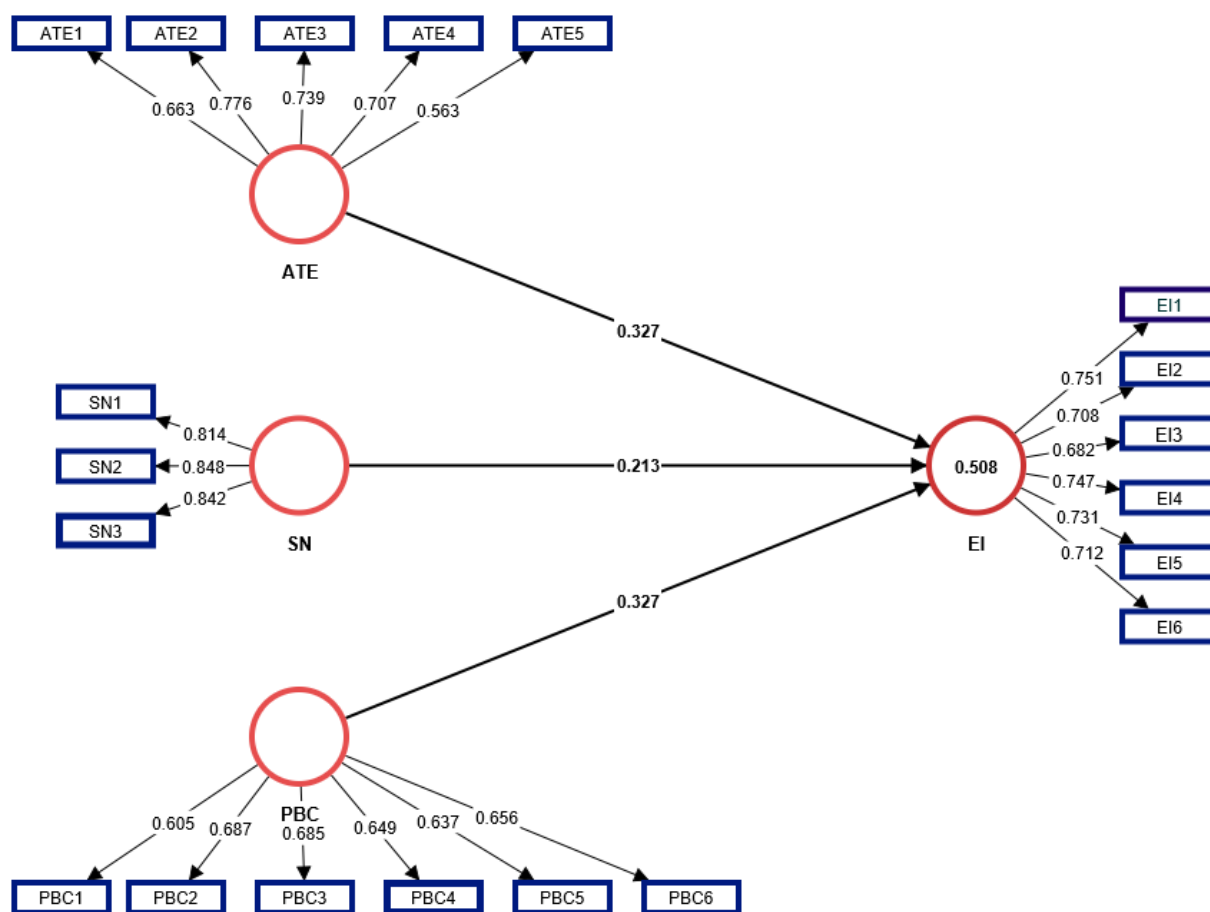 ATE1 ATE2 ATE3 ATE4 ATE5
0.663 0.776 0.739 0.707 0.563
ATE
0.327
EI1
EI2
EI3
EI4
EI5
EI6
0.751
0.708
0.682
0.747
0.731
0.712
SN1
SN2
SN3
0.814
0.848
0.842
0.213
0.508
SN
EI
0.327
PBC
0.605 0.687 0.685 0.649 0.637 0.656
PBC1 PBC2 PBC3 PBC4 PBC5 PBC6